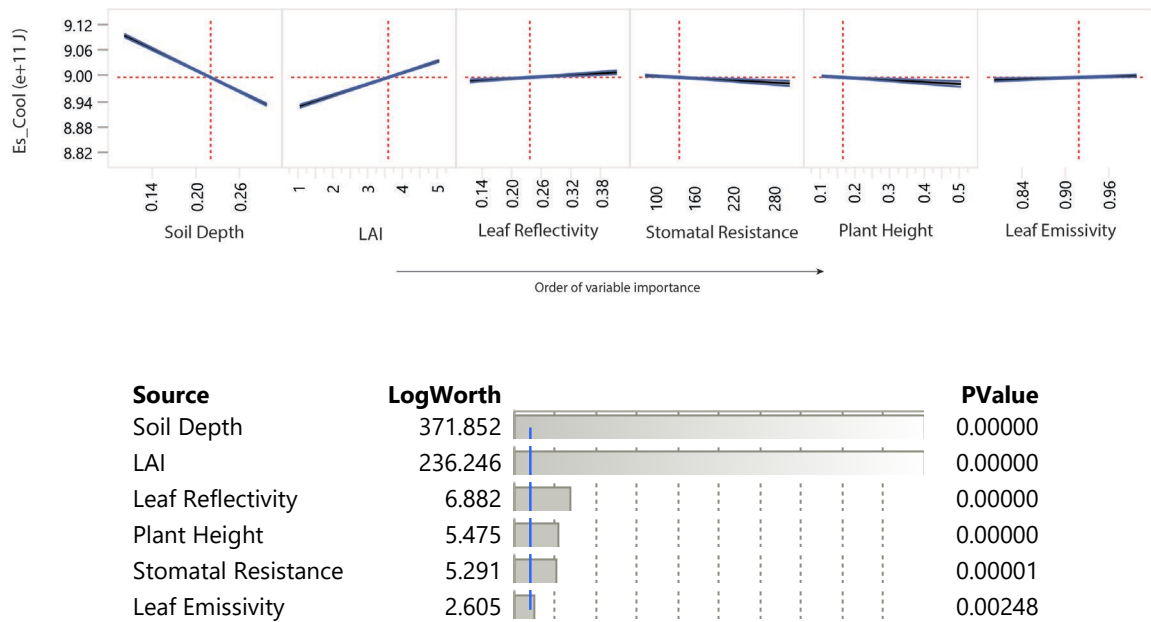 Es_Cool (e+11 J)
9.12
9.06
9.00
8.94
8.88
8.82
0.14 0.20 0.26
Soil Depth
1 2 3 4 5
LAI
0.14 0.20 0.26 0.32 0.38
Leaf Reflectivity
100 160 220 280
Stomatal Resistance
0.1 0.2 0.3 0.4 0.5
Plant Height
0.84 0.90 0.96
Leaf Emissivity
Order of variable importance
Source LogWorth PValue
Soil Depth 371.852 0.00000
LAI 236.246 0.00000
Leaf Reflectivity 6.882 0.00000
Plant Height 5.475 0.00000
Stomatal Resistance 5.291 0.00001
Leaf Emissivity 2.605 0.00248